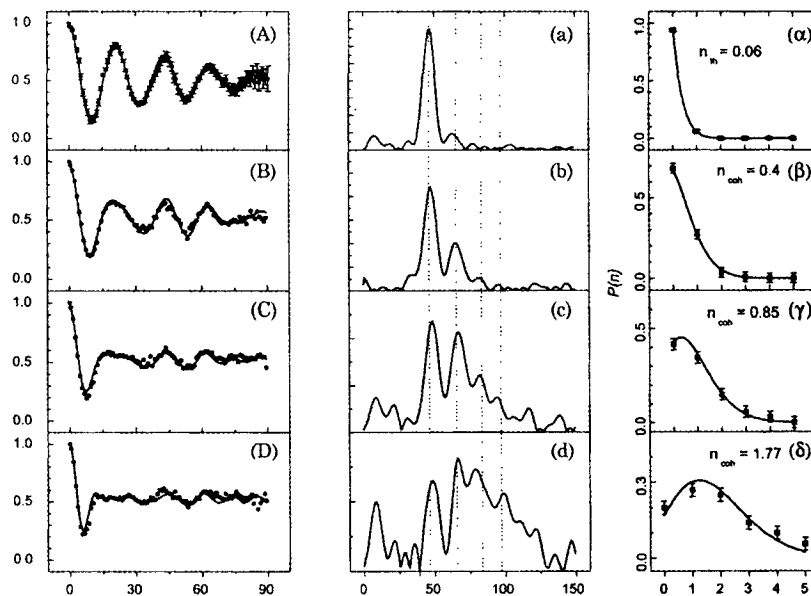 1.0
0.5
0.0
(A)
1.0
0.5
0.0
(B)
1.0
0.5
0.0
(C)
1.0
0.5
0.0
(D)
0 30 60 90
(a)
(b)
(c)
(d)
0 50 100 150
P(n)
1.0
0.0
n_th = 0.06
(α)
0.5
0.0
n_coh = 0.4
(β)
0.5
0.0
n_coh = 0.85
(γ)
0.3
0.0
n_coh = 1.77
(δ)
0 1 2 3 4 5